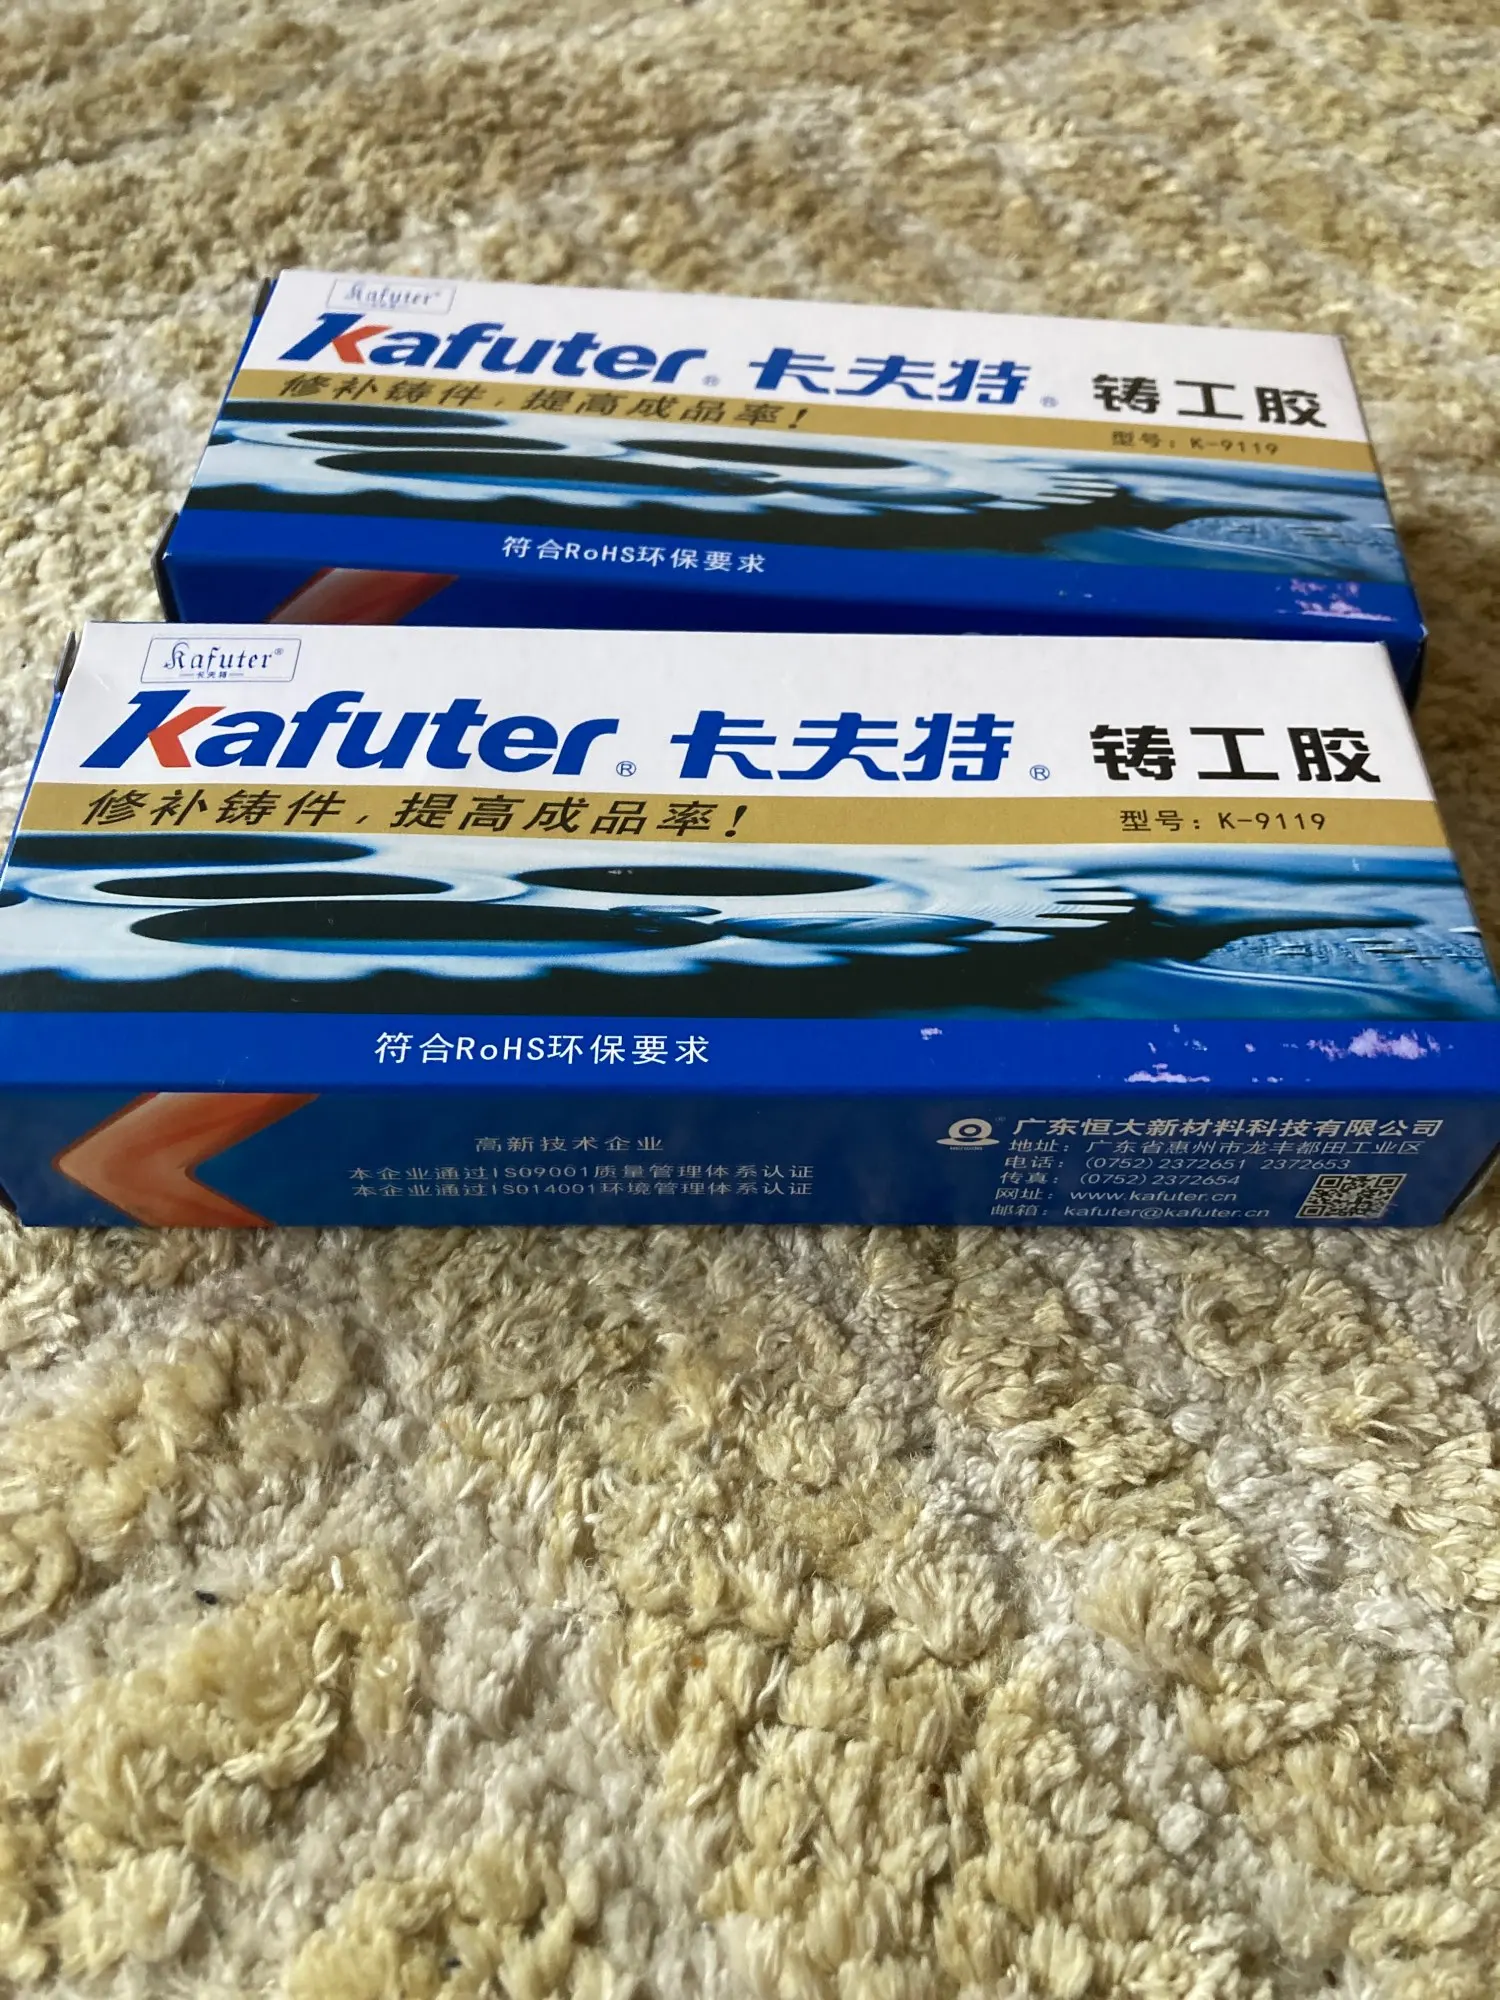 Kafuter
Kafuter® 卡夫特® 铸工胶
修补铸件，提高成品率！
型号：K-9119
符合RoHS环保要求
Kafuter®
卡夫特
Kafuter® 卡夫特® 铸工胶
修补铸件，提高成品率！
型号：K-9119
符合RoHS环保要求
高新技术企业
本企业通过ISO9001质量管理体系认证
本企业通过ISO14001环境管理体系认证
广东恒大新材料科技有限公司
地址：广东省惠州市龙丰都田工业区
电话：(0752)2372651 2372653
传真：(0752)2372654
网址：www.kafuter.cn
邮箱：kafuter@kafuter.cn